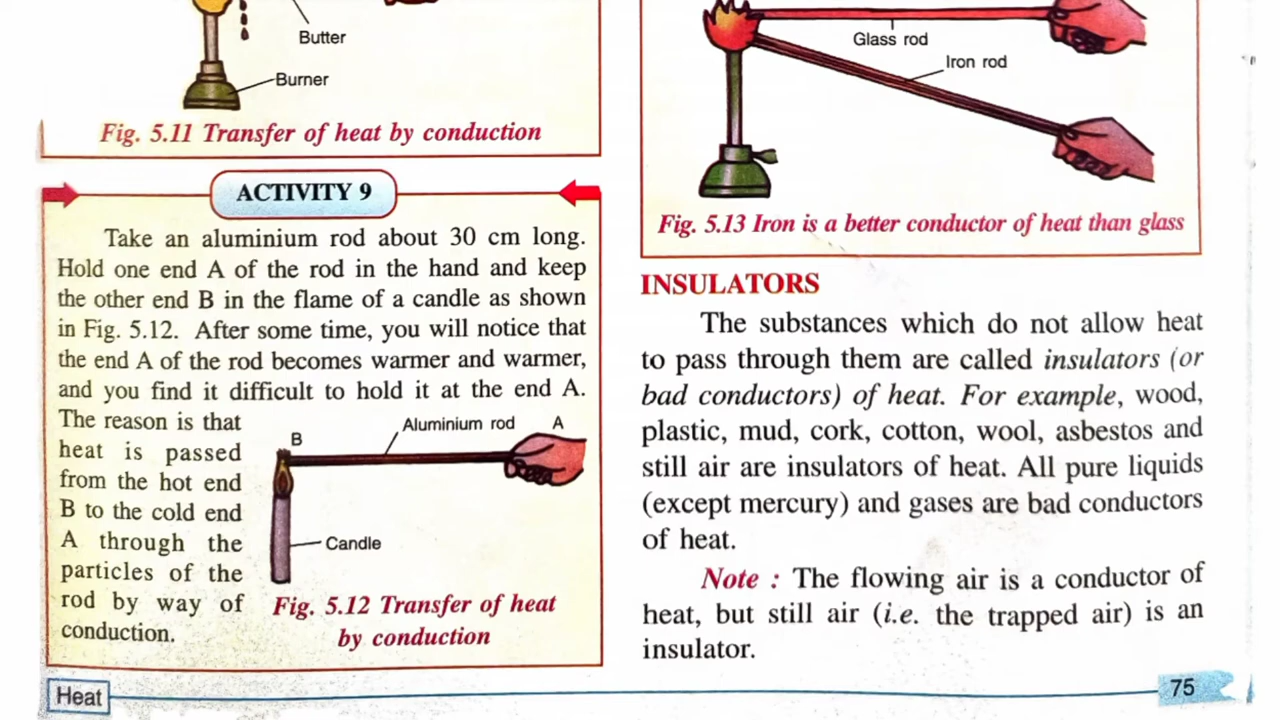 Butter
Burner
Fig. 5.11 Transfer of heat by conduction
ACTIVITY 9
Take an aluminium rod about 30 cm long.
Hold one end A of the rod in the hand and keep
the other end B in the flame of a candle as shown
in Fig. 5.12. After some time, you will notice that
the end A of the rod becomes warmer and warmer,
and you find it difficult to hold it at the end A.
The reason is that
heat is passed
from the hot end
B to the cold end
A through the
particles of the
rod by way of
conduction.
B
Aluminium rod
A
Candle
Fig. 5.12 Transfer of heat
by conduction
Glass rod
Iron rod
Fig. 5.13 Iron is a better conductor of heat than glass
INSULATORS
The substances which do not allow heat
to pass through them are called insulators (or
bad conductors) of heat. For example, wood,
plastic, mud, cork, cotton, wool, asbestos and
still air are insulators of heat. All pure liquids
(except mercury) and gases are bad conductors
of heat.
Note : The flowing air is a conductor of
heat, but still air (i.e. the trapped air) is an
insulator.
Heat
75